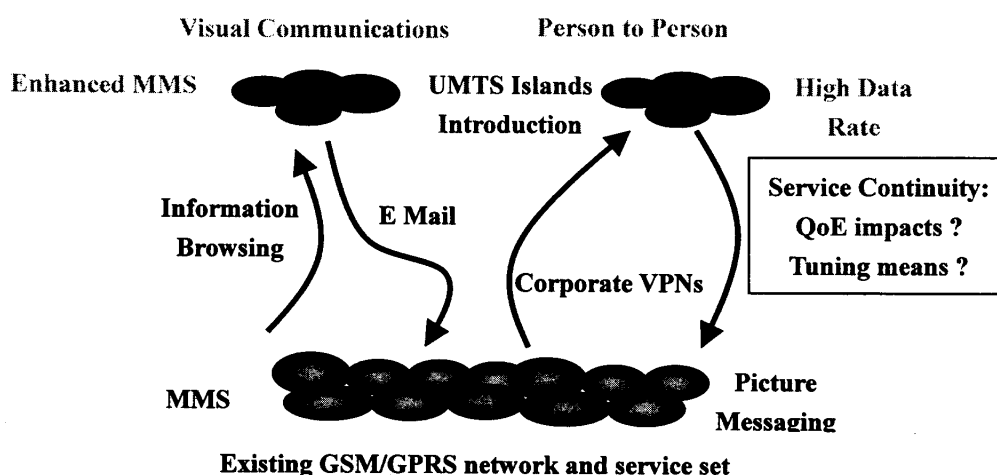 Visual Communications
Person to Person
Enhanced MMS
UMTS Islands
Introduction
High Data
Rate
Service Continuity:
QoE impacts ?
Tuning means ?
Information
Browsing
E Mail
Corporate VPNs
MMS
Picture
Messaging
Existing GSM/GPRS network and service set